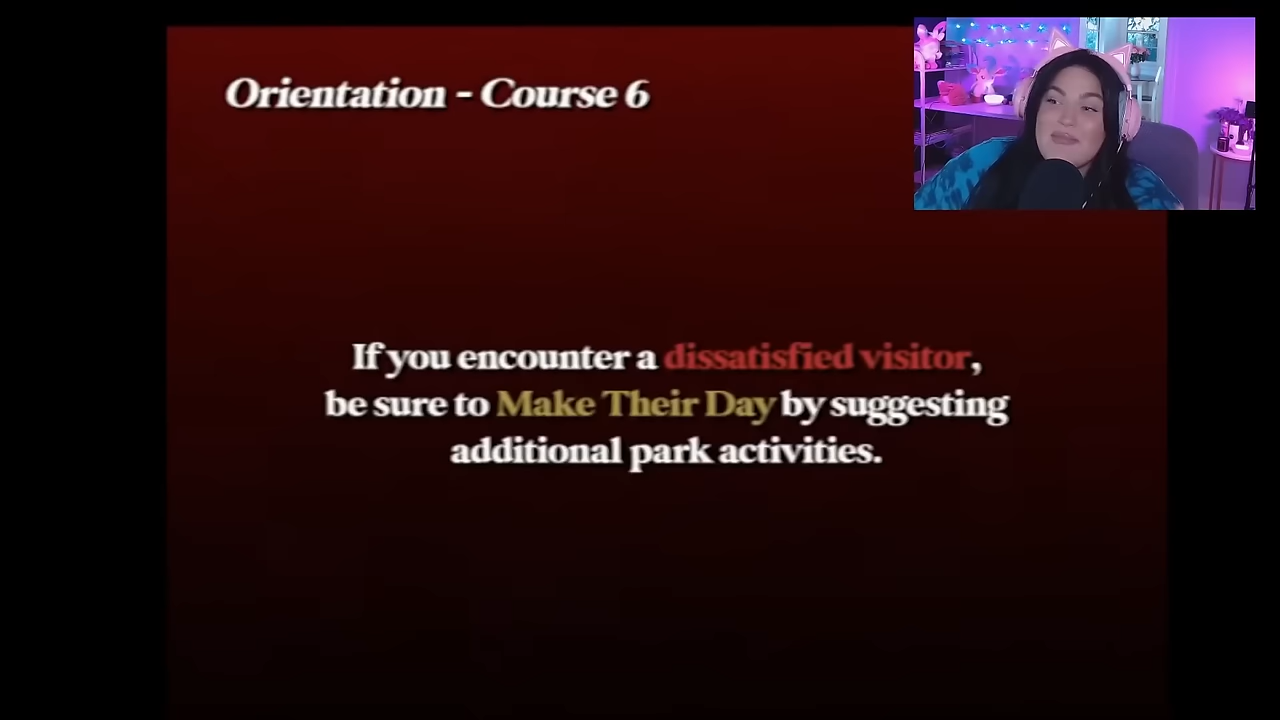 Orientation - Course 6
If you encounter a dissatisfied visitor,
be sure to Make Their Day by suggesting
additional park activities.